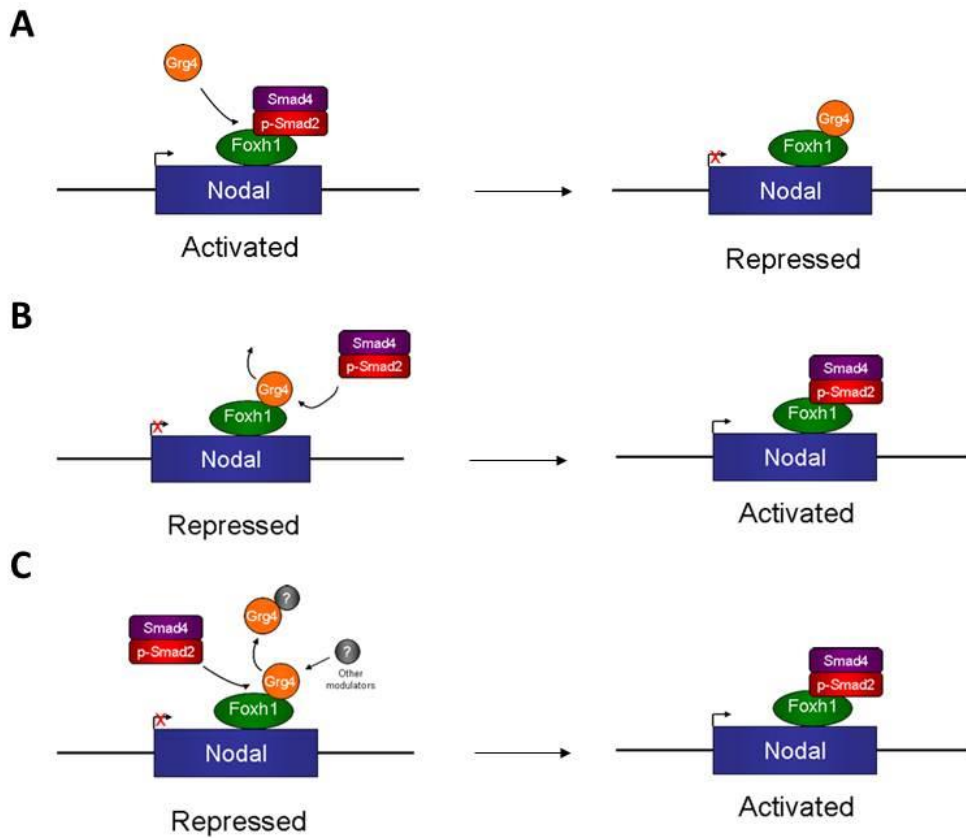 A
Grg4
Smad4
p-Smad2
Foxh1
Nodal
Activated
Grg4
Foxh1
X
Nodal
Repressed
B
Smad4
p-Smad2
Grg4
Foxh1
X
Nodal
Repressed
Smad4
p-Smad2
Foxh1
Nodal
Activated
C
?
Grg4
Smad4
p-Smad2
?
Other
modulators
Grg4
Foxh1
X
Nodal
Repressed
Smad4
p-Smad2
Foxh1
Nodal
Activated